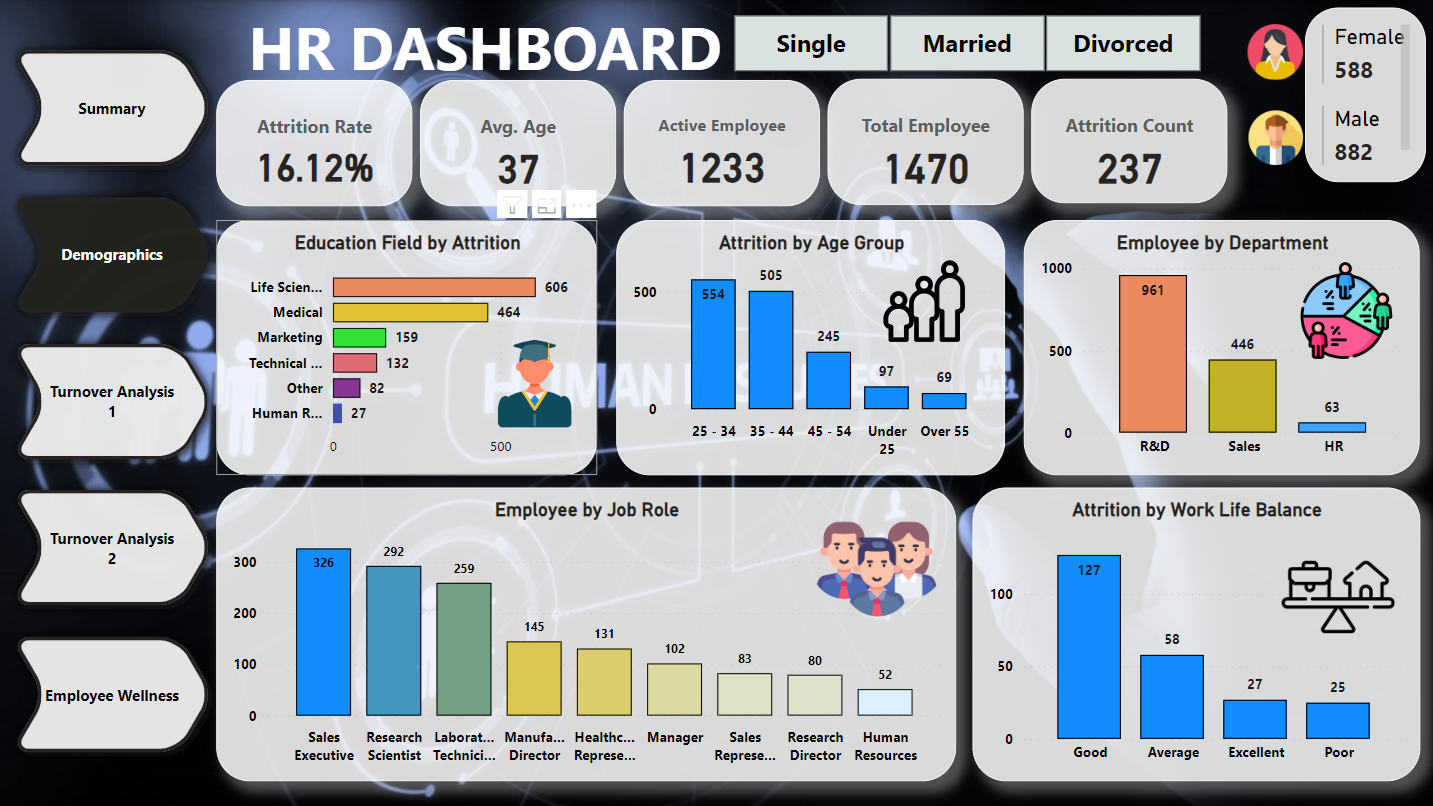 HR DASHBOARD
Single
Married
Divorced
Female
588
Male
882
Summary
Demographics
Turnover Analysis
1
Turnover Analysis
2
Employee Wellness
Attrition Rate
16.12%
Avg. Age
37
Active Employee
1233
Total Employee
1470
Attrition Count
237
Education Field by Attrition
Life Scien... 606
Medical 464
Marketing 159
Technical ... 132
Other 82
Human R... 27
0 500
Attrition by Age Group
500
0
554
505
245
97
69
25 - 34
35 - 44
45 - 54
Under
25
Over 55
Employee by Department
1000
500
0
961
446
63
R&D
Sales
HR
%
%
%
HUMAN RESOURCES
Employee by Job Role
300
200
100
0
326
292
259
145
131
102
83
80
52
Sales
Executive
Research
Scientist
Laborat...
Technici...
Manufa...
Director
Healthc...
Represe...
Manager
Sales
Represe...
Research
Director
Human
Resources
Attrition by Work Life Balance
100
50
0
127
58
27
25
Good
Average
Excellent
Poor